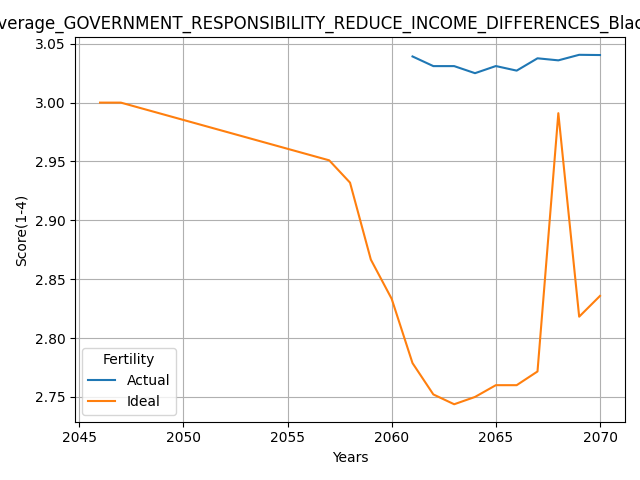 verage_GOVERNMENT_RESPONSIBILITY_REDUCE_INCOME_DIFFERENCES_Blac
3.05
3.00
2.95
2.90
2.85
2.80
2.75
Score(1-4)
Fertility
Actual
Ideal
2045 2050 2055 2060 2065 2070
Years